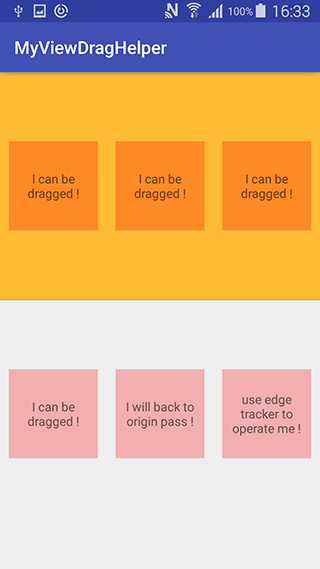 100% 16:33
MyViewDragHelper
I can be
dragged !
I can be
dragged !
I can be
dragged !
I can be
dragged !
I will back to
origin pass !
use edge
tracker to
operate me !